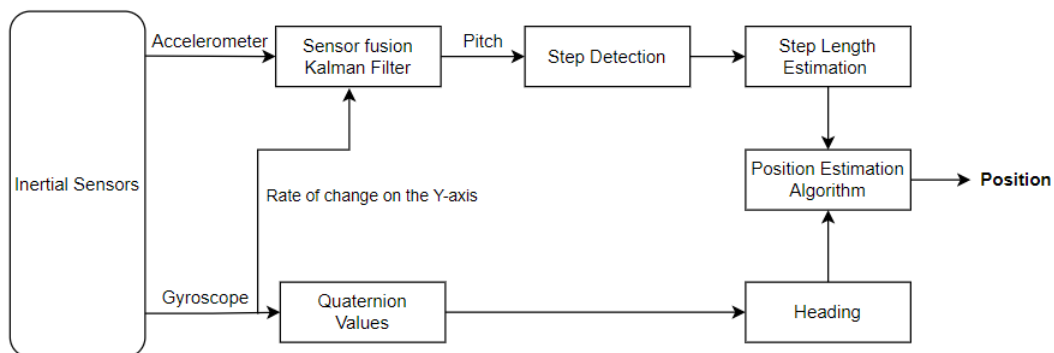 Accelerometer
Sensor fusion
Kalman Filter
Pitch
Step Detection
Step Length
Estimation
Inertial Sensors
Rate of change on the Y-axis
Position Estimation
Algorithm
Position
Gyroscope
Quaternion
Values
Heading